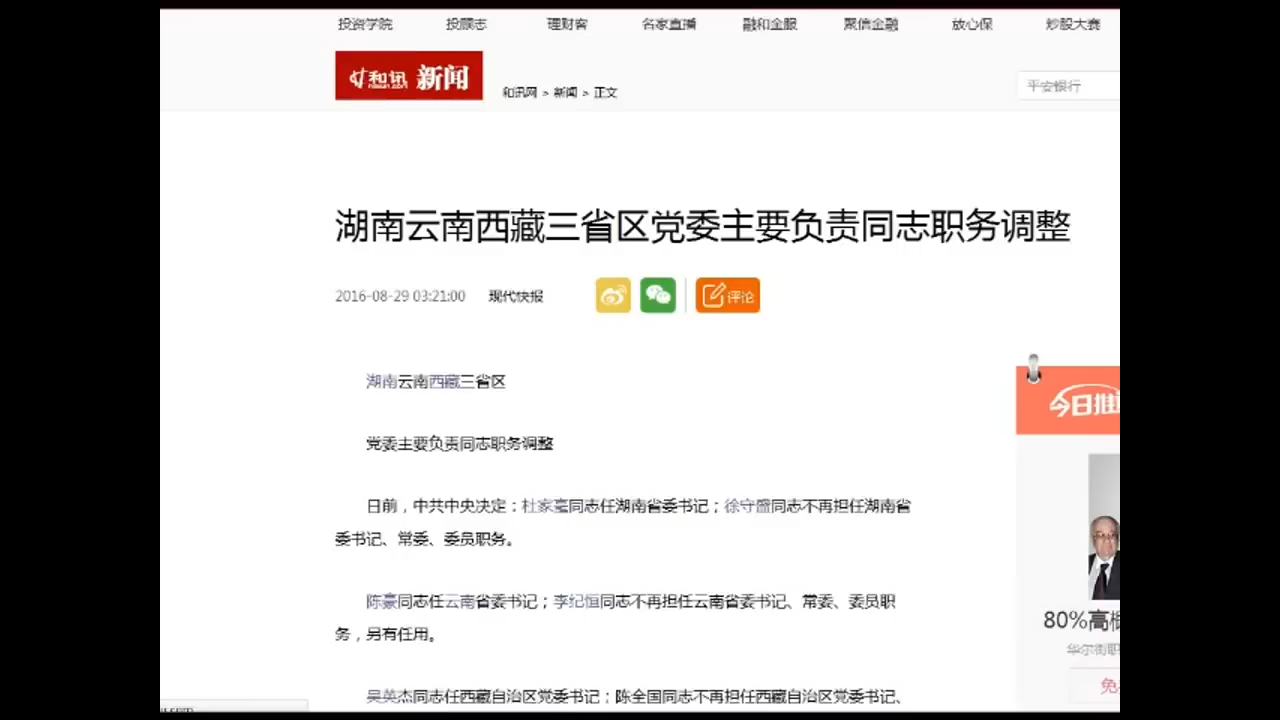 投资学院 投顾志 理财客 名家直播 融和金服 聚信金融 放心保 炒股大赛
和讯 新闻
和讯网 > 新闻 > 正文
平安银行
湖南云南西藏三省区党委主要负责同志职务调整
2016-08-29 03:21:00 现代快报
评论
湖南云南西藏三省区
今日推
党委主要负责同志职务调整
日前，中共中央决定：杜家毫同志任湖南省委书记；徐守盛同志不再担任湖南省
委书记、常委、委员职务。
陈豪同志任云南省委书记；李纪恒同志不再担任云南省委书记、常委、委员职
务，另有任用。
80%高
华尔街职
吴英杰同志任西藏自治区党委书记；陈全国同志不再担任西藏自治区党委书记、
免